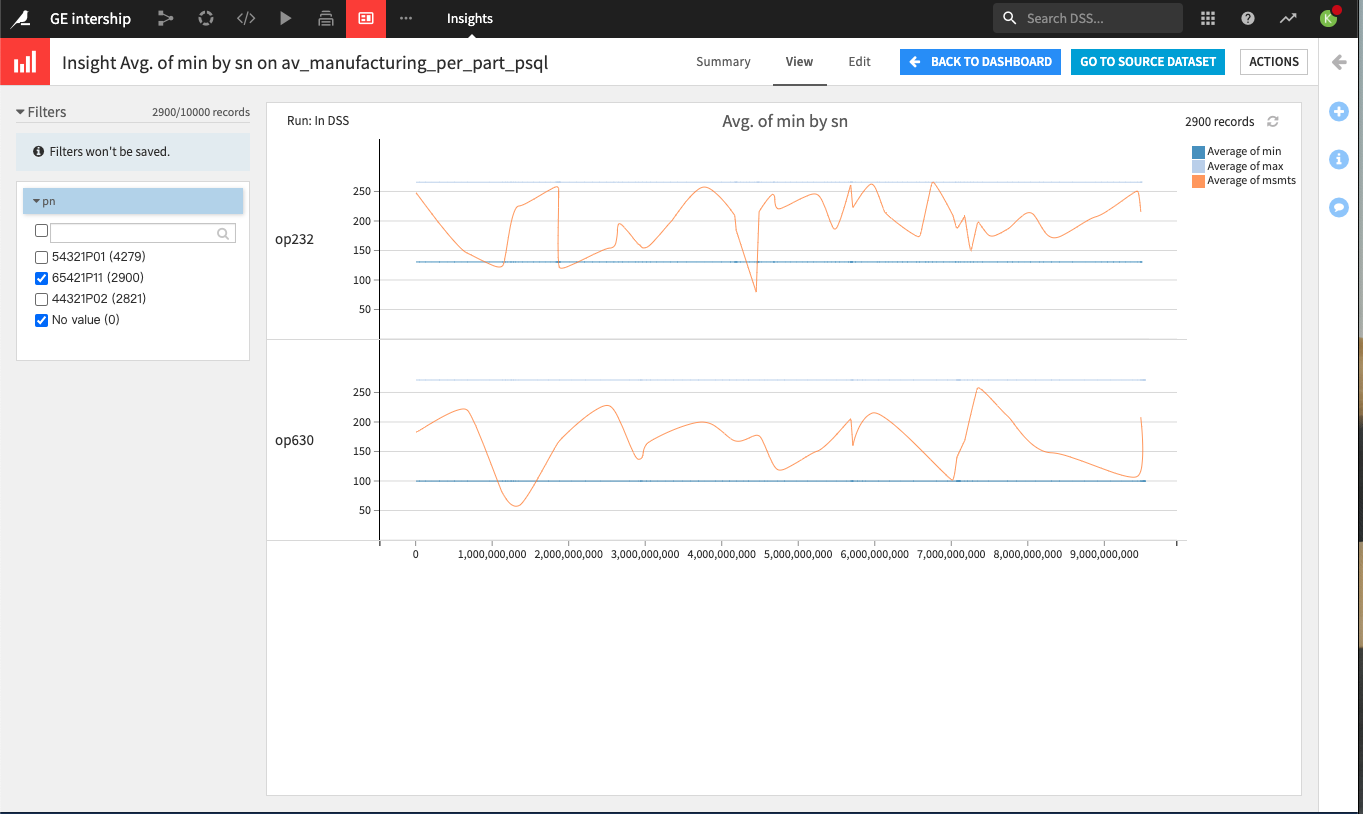 GE intership
Insights
Search DSS...
K
Insight Avg. of min by sn on av_manufacturing_per_part_psql
Summary
View
Edit
BACK TO DASHBOARD
GO TO SOURCE DATASET
ACTIONS
Filters
2900/10000 records
Filters won't be saved.
pn
54321P01 (4279)
65421P11 (2900)
44321P02 (2821)
No value (0)
Run: In DSS
Avg. of min by sn
2900 records
Average of min
Average of max
Average of msmts
op232
250
200
150
100
50
op630
250
200
150
100
50
0 1,000,000,000 2,000,000,000 3,000,000,000 4,000,000,000 5,000,000,000 6,000,000,000 7,000,000,000 8,000,000,000 9,000,000,000